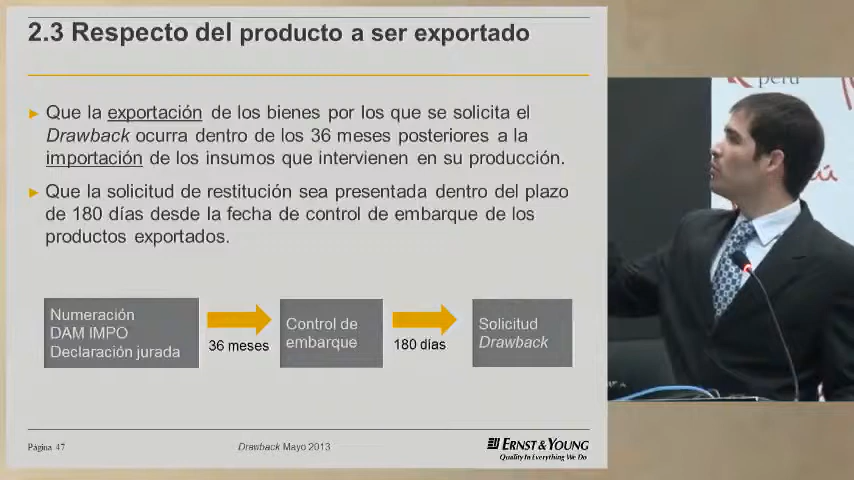 2.3 Respecto del producto a ser exportado
► Que la exportación de los bienes por los que se solicita el
Drawback ocurra dentro de los 36 meses posteriores a la
importación de los insumos que intervienen en su producción.
► Que la solicitud de restitución sea presentada dentro del plazo
de 180 días desde la fecha de control de embarque de los
productos exportados.
Numeración
DAM IMPO
Declaración jurada
36 meses
Control de
embarque
180 días
Solicitud
Drawback
Página 47
Drawback Mayo 2013
ERNST & YOUNG
Quality In Everything We Do
perú